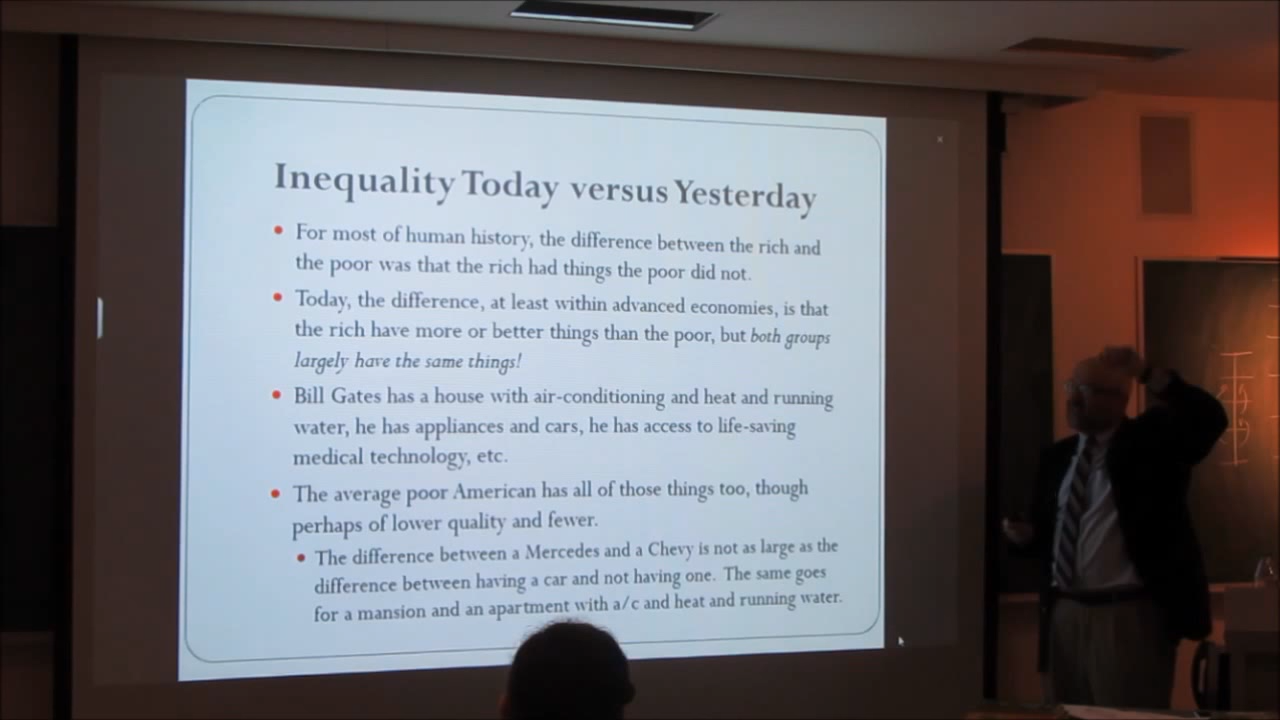 Inequality Today versus Yesterday
• For most of human history, the difference between the rich and
the poor was that the rich had things the poor did not.
• Today, the difference, at least within advanced economies, is that
the rich have more or better things than the poor, but both groups
largely have the same things!
• Bill Gates has a house with air-conditioning and heat and running
water, he has appliances and cars, he has access to life-saving
medical technology, etc.
• The average poor American has all of those things too, though
perhaps of lower quality and fewer.
• The difference between a Mercedes and a Chevy is not as large as the
difference between having a car and not having one. The same goes
for a mansion and an apartment with a/c and heat and running water.